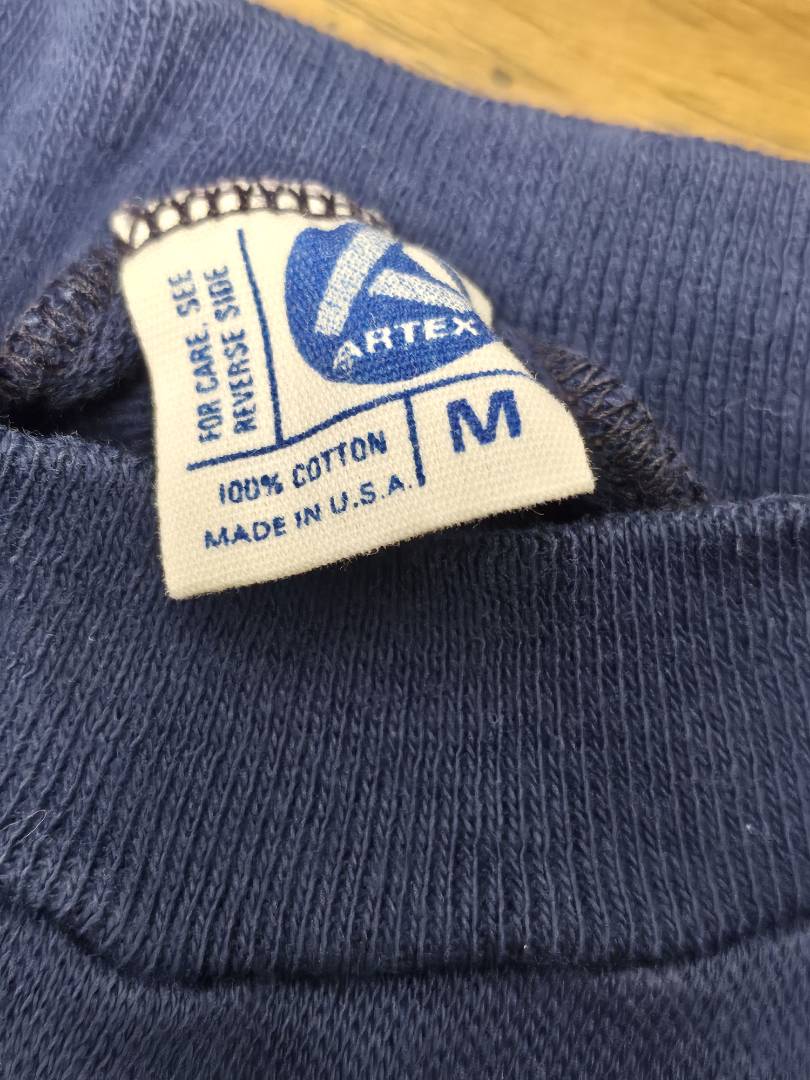 FOR CARE. SEE
REVERSE SIDE
ARTEX
M
100% COTTON
MADE IN U.S.A.